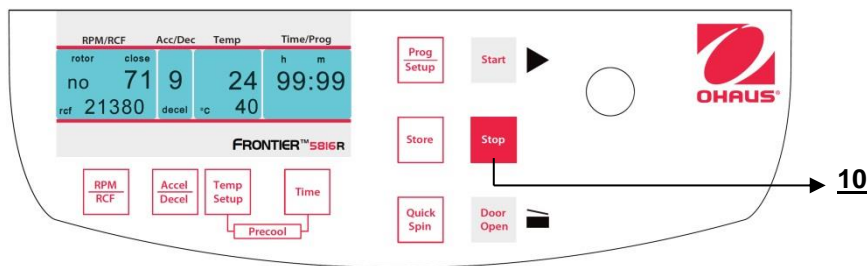 RPM/RCF Acc/Dec Temp Time/Prog
rotor close h m
no 71 9 24 99:99
rcf 21380 decel °C 40
FRONTIER™ 5816R
RPM
RCF
Accel
Decel
Temp
Setup
Time
Precool
Prog
Setup
Start
Store
Stop
Quick
Spin
Door
Open
OHAUS®
10